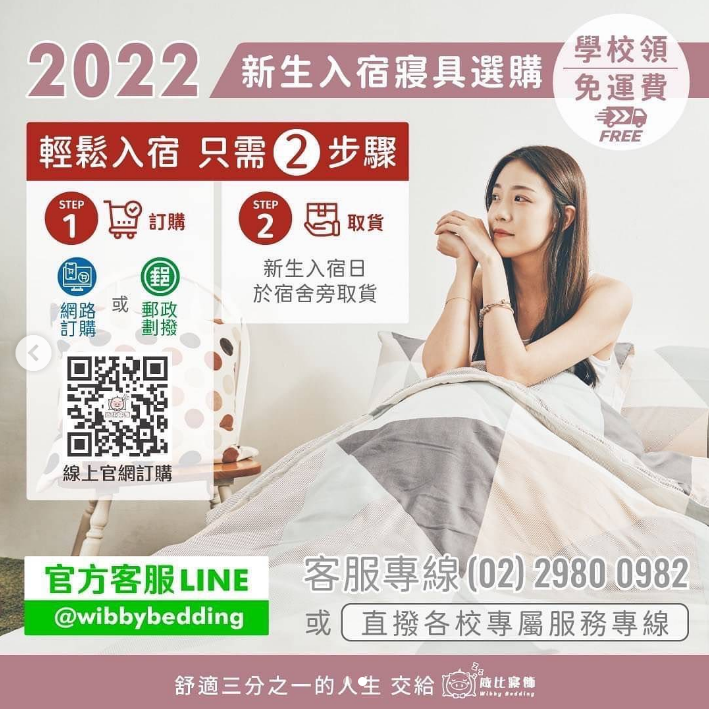 2022 新生入宿寢具選購
學校領
免運費
FREE
輕鬆入宿 只需2步驟
STEP
1
訂購
STEP
2
取貨
網路
訂購
或
郵
郵政
劃撥
新生入宿日
於宿舍旁取貨
線上官網訂購
官方客服LINE
@wibbybedding
客服專線(02) 2980 0982
或 直撥各校專屬服務專線
舒適三分之一的人生 交給 威比寢飾
Wibby Bedding